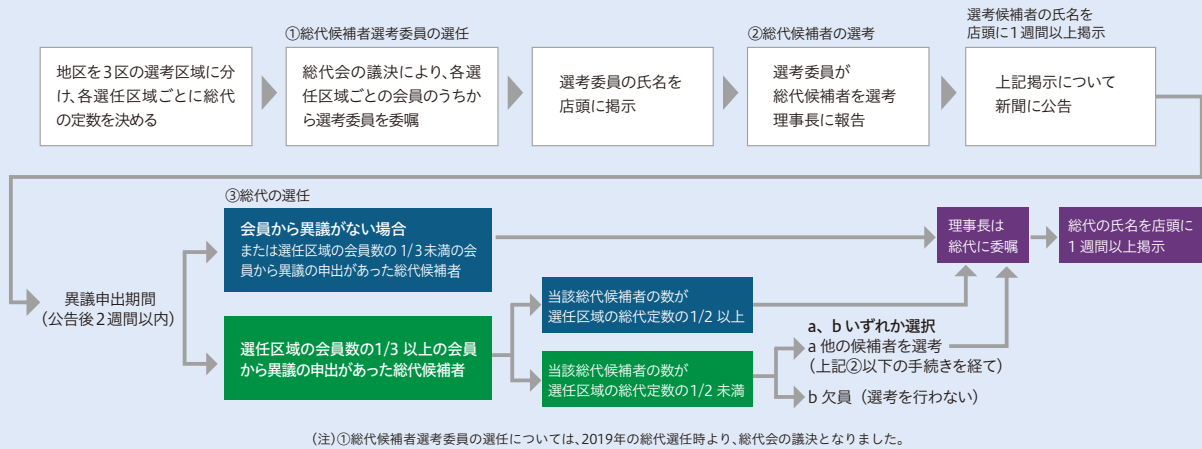 地区を3区の選考区域に分
け、各選任区域ごとに総代
の定数を決める
①総代候補者選考委員の選任
総代会の議決により、各選
任区域ごとの会員のうちか
ら選考委員を委嘱
選考委員の氏名を
店頭に掲示
②総代候補者の選考
選考委員が
総代候補者を選考
理事長に報告
選考候補者の氏名を
店頭に1週間以上掲示
上記掲示について
新聞に公告
異議申出期間
(公告後2週間以内)
③総代の選任
会員から異議がない場合
または選任区域の会員数の 1/3未満の会
員から異議の申出があった総代候補者
選任区域の会員数の1/3 以上の会員
から異議の申出があった総代候補者
当該総代候補者の数が
選任区域の総代定数の1/2 以上
当該総代候補者の数が
選任区域の総代定数の1/2 未満
a、b いずれか選択
a 他の候補者を選考
(上記②以下の手続きを経て)
b 欠員(選考を行わない)
理事長は
総代に委嘱
総代の氏名を店頭に
1 週間以上掲示
(注)①総代候補者選考委員の選任については、2019年の総代選任時より、総代会の議決となりました。